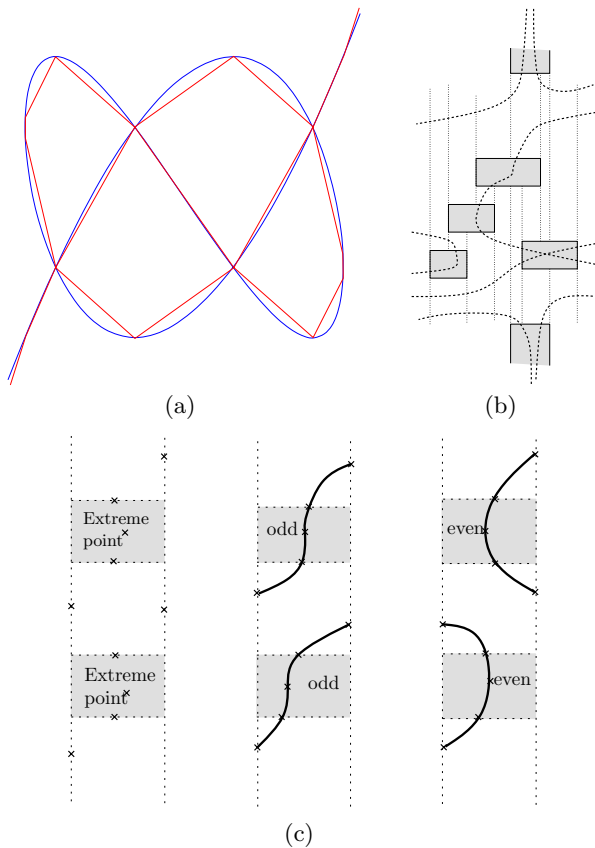 (a)
(b)
Extreme
point
odd
even
Extreme
point
odd
even
(c)